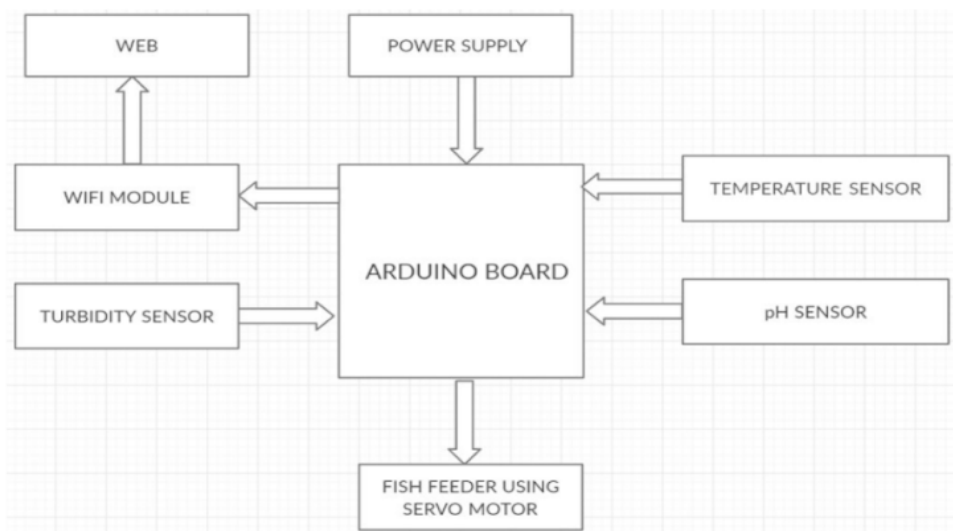 WEB
POWER SUPPLY
WIFI MODULE
TEMPERATURE SENSOR
ARDUINO BOARD
TURBIDITY SENSOR
pH SENSOR
FISH FEEDER USING
SERVO MOTOR